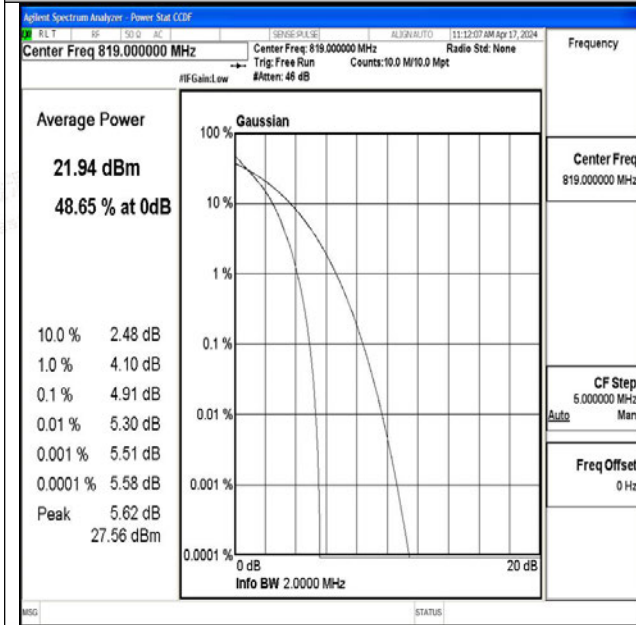 Agilent Spectrum Analyzer - Power Stat CCDF
RLT RF 50 Ω AC SENSE:PULSE ALIGNAUTO 11:12:07 AM Apr 17, 2024
Center Freq 819.000000 MHz
Center Freq: 819.000000 MHz Radio Std: None
Trig: Free Run Counts:10.0 M/10.0 Mpt
#IFGain:Low #Atten: 46 dB
Frequency
Average Power
21.94 dBm
48.65 % at 0dB
10.0 % 2.48 dB
1.0 % 4.10 dB
0.1 % 4.91 dB
0.01 % 5.30 dB
0.001 % 5.51 dB
0.0001 % 5.58 dB
Peak 5.62 dB
27.56 dBm
Gaussian
100 %
10 %
1 %
0.1 %
0.01 %
0.001 %
0.0001 %
0 dB 20 dB
Info BW 2.0000 MHz
Center Freq
819.000000 MHz
CF Step
5.000000 MHz
Auto Man
Freq Offset
0 Hz
MSG STATUS